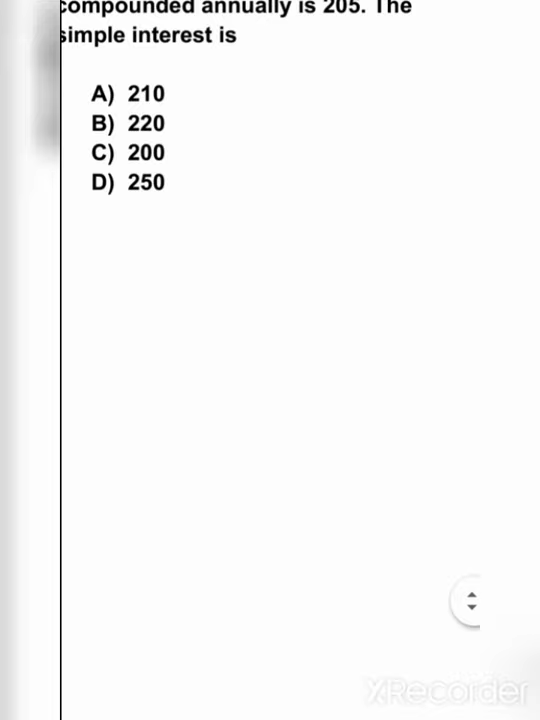 compounded annually is 205. The
simple interest is
A) 210
B) 220
C) 200
D) 250
XRecorder